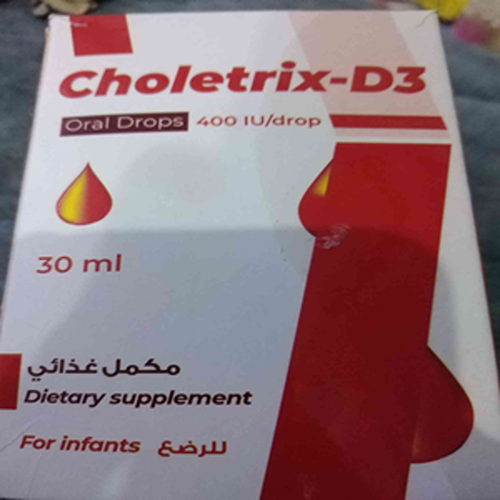 Choletrix-D3
Oral Drops 400 IU/drop
30 ml
مكمل غذائي
Dietary supplement
For infants للرضع